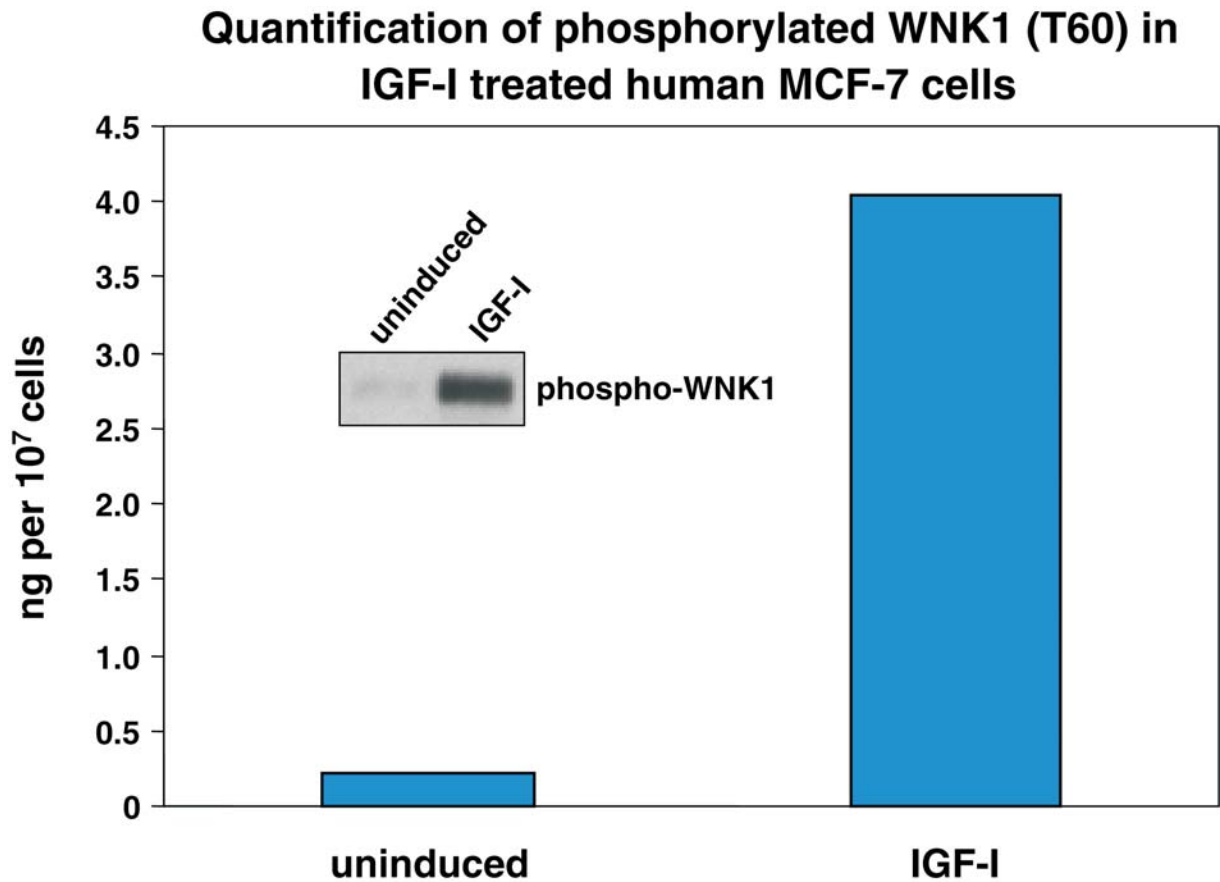 Quantification of phosphorylated WNK1 (T60) in
IGF-I treated human MCF-7 cells
4.5
4.0
3.5
3.0
2.5
2.0
1.5
1.0
0.5
0
ng per 10⁷ cells
uninduced
IGF-I
phospho-WNK1
uninduced
IGF-I